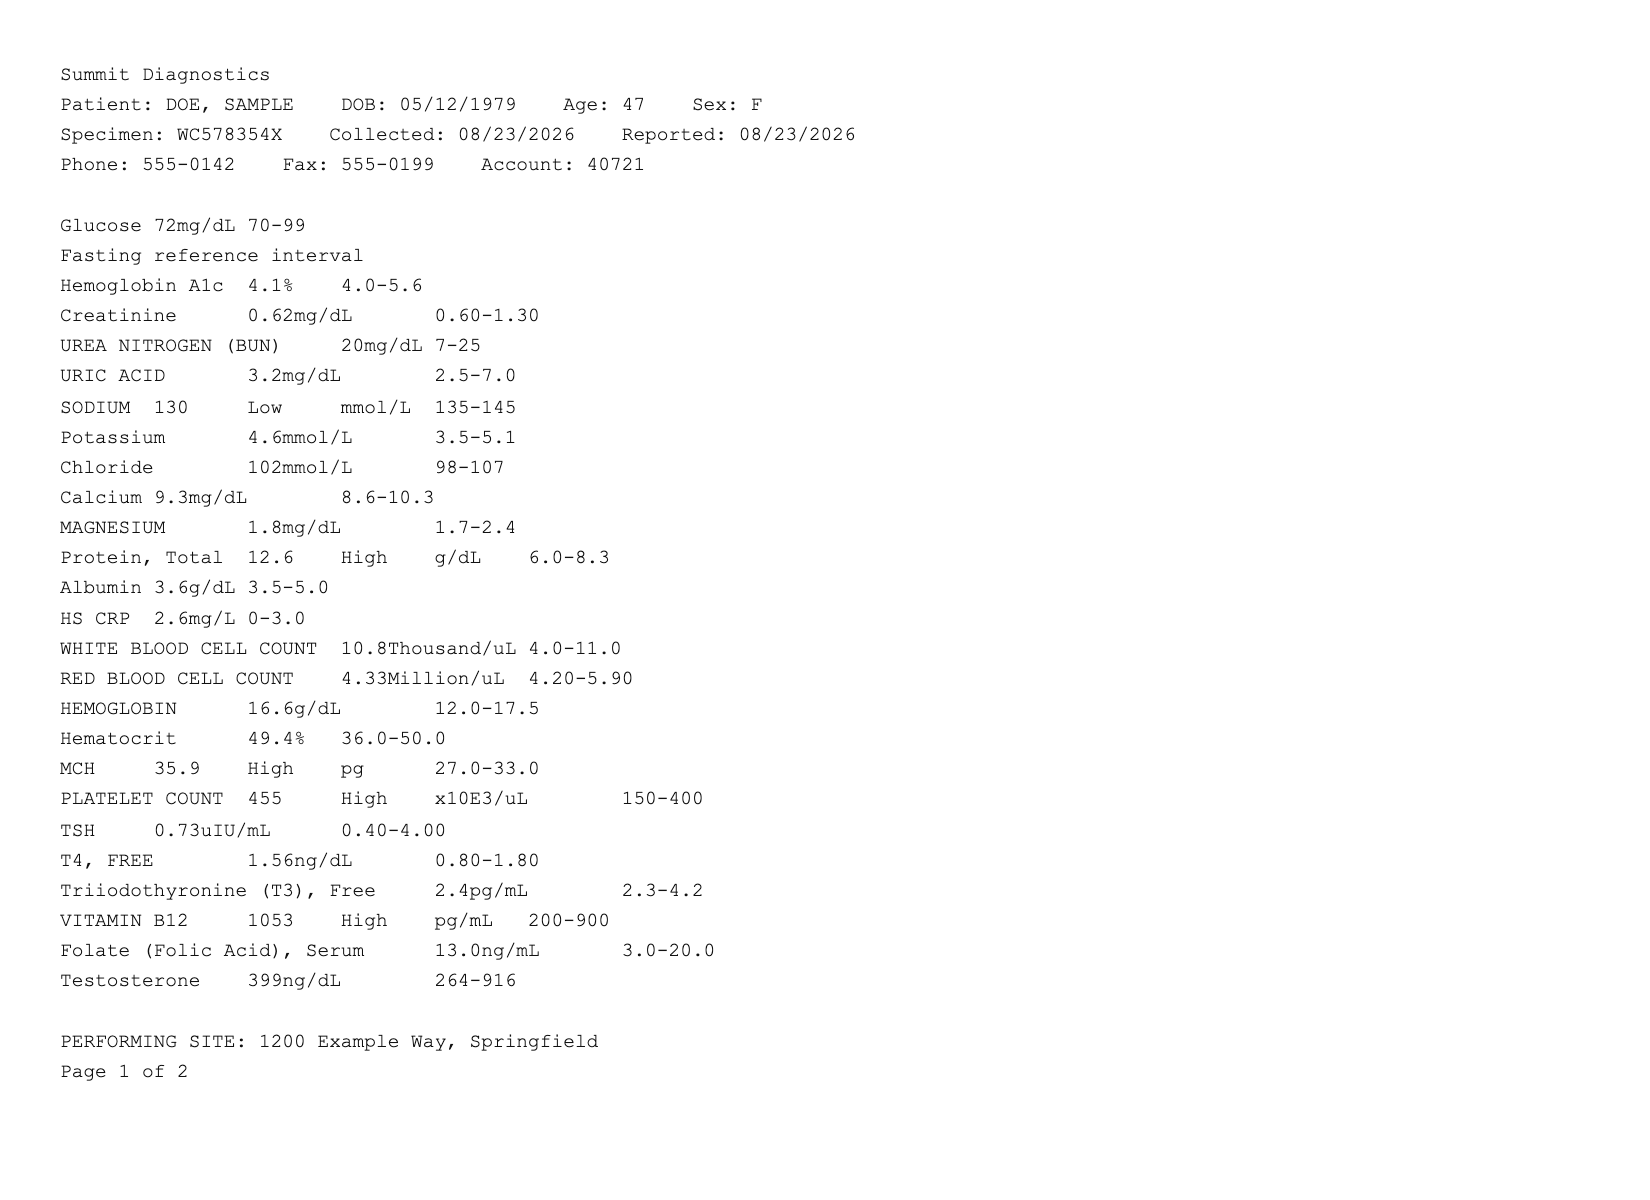 Summit Diagnostics
Patient: DOE, SAMPLE    DOB: 05/12/1979    Age: 47    Sex: F
Specimen: WC578354X    Collected: 08/23/2026    Reported: 08/23/2026
Phone: 555-0142    Fax: 555-0199    Account: 40721

Glucose 72mg/dL 70-99
Fasting reference interval
Hemoglobin A1c  4.1%    4.0-5.6
Creatinine      0.62mg/dL       0.60-1.30
UREA NITROGEN (BUN)     20mg/dL 7-25
URIC ACID       3.2mg/dL        2.5-7.0
SODIUM  130     Low     mmol/L  135-145
Potassium       4.6mmol/L       3.5-5.1
Chloride        102mmol/L       98-107
Calcium 9.3mg/dL        8.6-10.3
MAGNESIUM       1.8mg/dL        1.7-2.4
Protein, Total  12.6    High    g/dL    6.0-8.3
Albumin 3.6g/dL 3.5-5.0
HS CRP  2.6mg/L 0-3.0
WHITE BLOOD CELL COUNT  10.8Thousand/uL 4.0-11.0
RED BLOOD CELL COUNT    4.33Million/uL  4.20-5.90
HEMOGLOBIN      16.6g/dL        12.0-17.5
Hematocrit      49.4%   36.0-50.0
MCH     35.9    High    pg      27.0-33.0
PLATELET COUNT  455     High    x10E3/uL        150-400
TSH     0.73uIU/mL      0.40-4.00
T4, FREE        1.56ng/dL       0.80-1.80
Triiodothyronine (T3), Free     2.4pg/mL        2.3-4.2
VITAMIN B12     1053    High    pg/mL   200-900
Folate (Folic Acid), Serum      13.0ng/mL       3.0-20.0
Testosterone    399ng/dL        264-916

PERFORMING SITE: 1200 Example Way, Springfield
Page 1 of 2